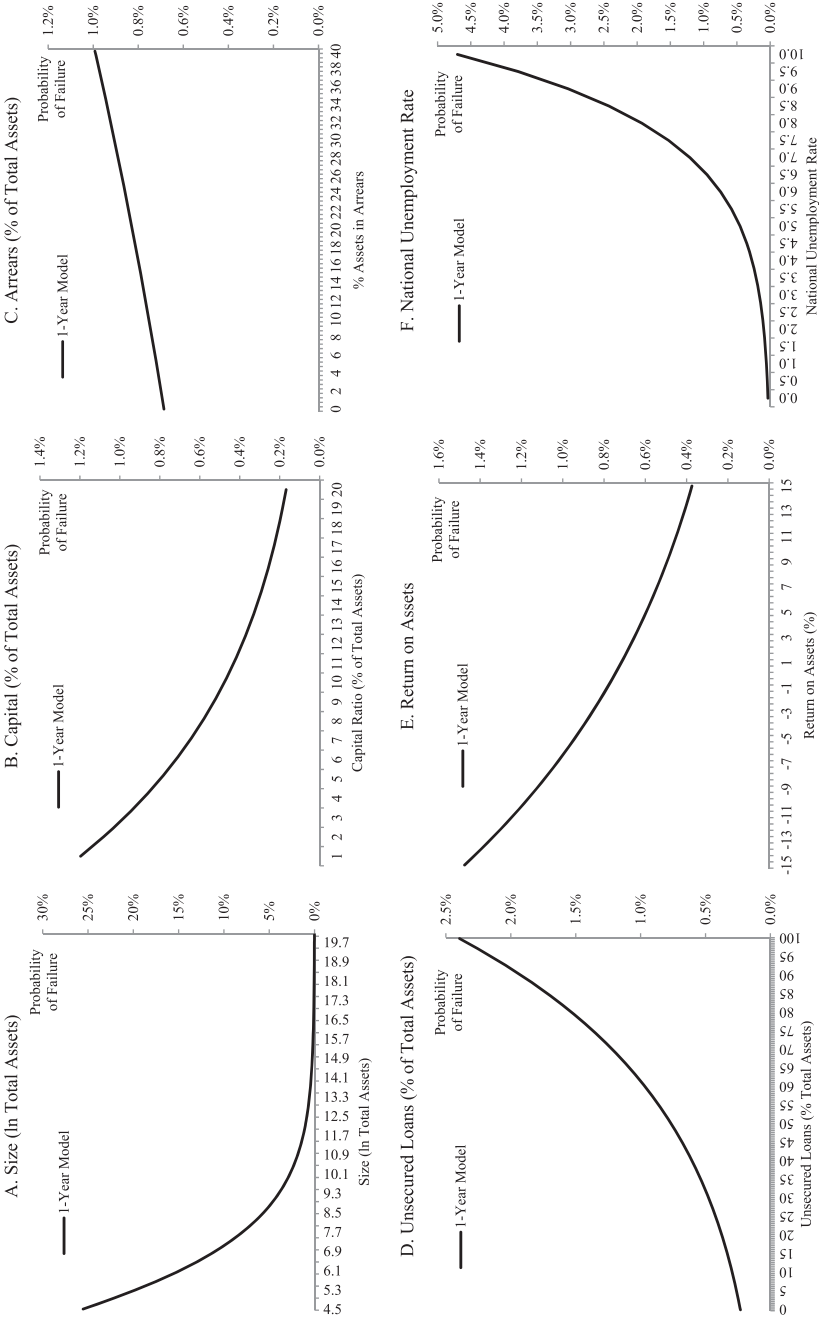 A. Size (ln Total Assets)
1-Year Model
Probability
of Failure
30%
25%
20%
15%
10%
5%
0%
4.5 5.3 6.1 6.9 7.7 8.5 9.3 10.1 10.9 11.7 12.5 13.3 14.1 14.9 15.7 16.5 17.3 18.1 18.9 19.7
Size (ln Total Assets)
B. Capital (% of Total Assets)
1-Year Model
Probability
of Failure
1.4%
1.2%
1.0%
0.8%
0.6%
0.4%
0.2%
0.0%
1 2 3 4 5 6 7 8 9 10 11 12 13 14 15 16 17 18 19 20
Capital Ratio (% of Total Assets)
C. Arrears (% of Total Assets)
1-Year Model
Probability
of Failure
1.2%
1.0%
0.8%
0.6%
0.4%
0.2%
0.0%
0 2 4 6 8 10 12 14 16 18 20 22 24 26 28 30 32 34 36 38 40
% Assets in Arrears
D. Unsecured Loans (% of Total Assets)
1-Year Model
Probability
of Failure
2.5%
2.0%
1.5%
1.0%
0.5%
0.0%
0 5 10 15 20 25 30 35 40 45 50 55 60 65 70 75 80 85 90 95 100
Unsecured Loans (% Total Assets)
E. Return on Assets
1-Year Model
Probability
of Failure
1.6%
1.4%
1.2%
1.0%
0.8%
0.6%
0.4%
0.2%
0.0%
-15 -13 -11 -9 -7 -5 -3 -1 1 3 5 7 9 11 13 15
Return on Assets (%)
F. National Unemployment Rate
1-Year Model
Probability
of Failure
5.0%
4.5%
4.0%
3.5%
3.0%
2.5%
2.0%
1.5%
1.0%
0.5%
0.0%
0.0 0.5 1.0 1.5 2.0 2.5 3.0 3.5 4.0 4.5 5.0 5.5 6.0 6.5 7.0 7.5 8.0 8.5 9.0 9.5 10.0
National Unemployment Rate